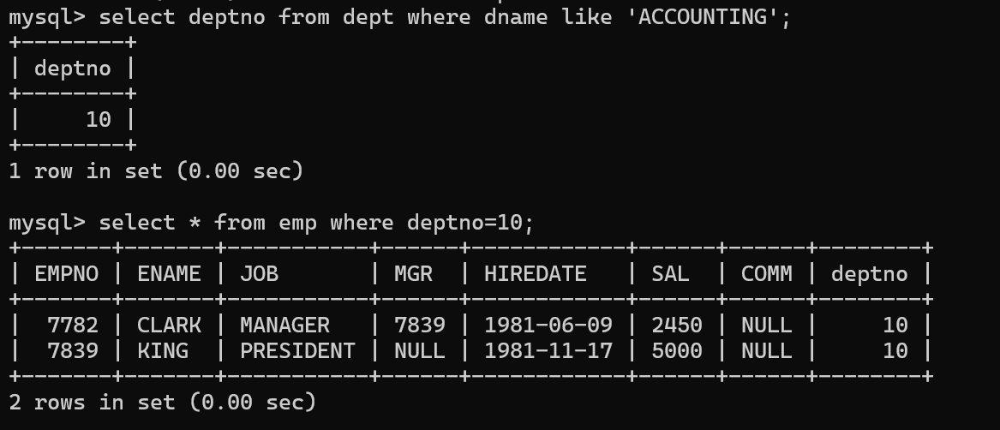 mysql> select deptno from dept where dname like 'ACCOUNTING';
+--------+
| deptno |
+--------+
|     10 |
+--------+
1 row in set (0.00 sec)

mysql> select * from emp where deptno=10;
+-------+-------+-----------+------+------------+------+------+--------+
| EMPNO | ENAME | JOB       | MGR  | HIREDATE   | SAL  | COMM | deptno |
+-------+-------+-----------+------+------------+------+------+--------+
|  7782 | CLARK | MANAGER   | 7839 | 1981-06-09 | 2450 | NULL |     10 |
|  7839 | KING  | PRESIDENT | NULL | 1981-11-17 | 5000 | NULL |     10 |
+-------+-------+-----------+------+------------+------+------+--------+
2 rows in set (0.00 sec)